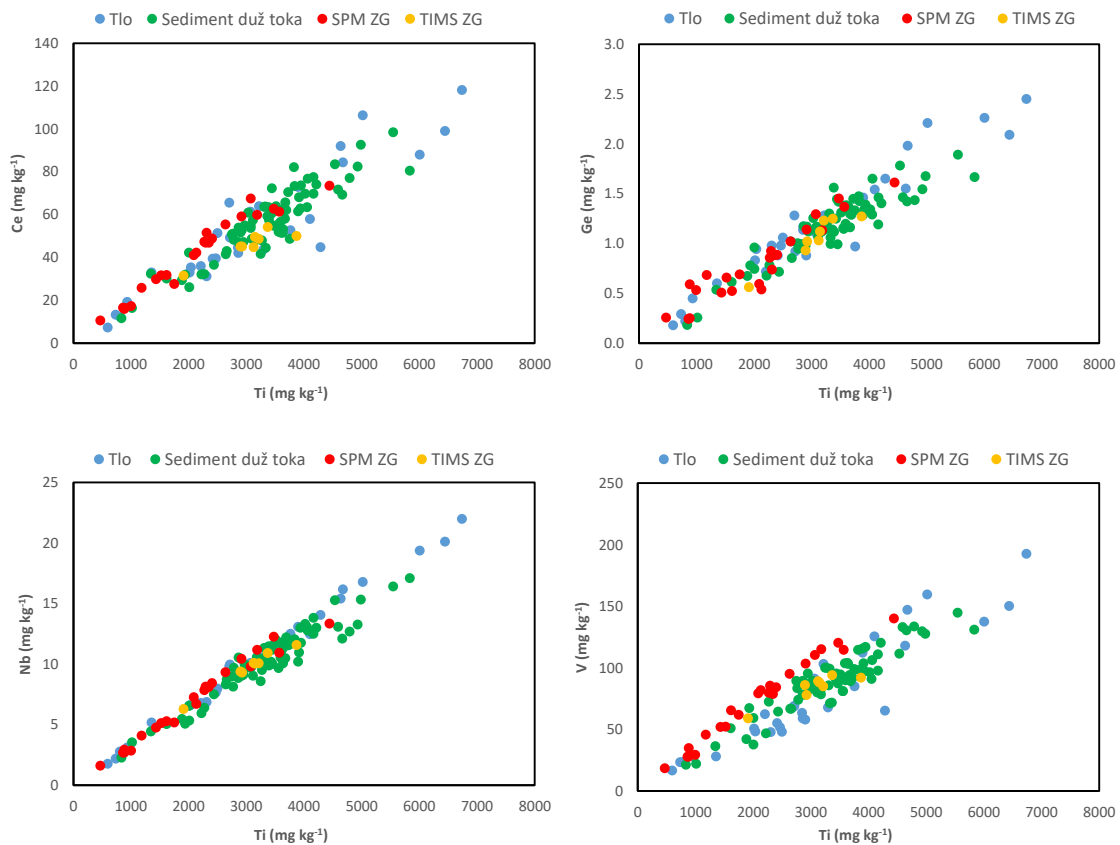 Tlo Sediment duž toka SPM ZG TIMS ZG
140
120
100
80
60
40
20
0
Ce (mg kg⁻¹)
0 1000 2000 3000 4000 5000 6000 7000 8000
Ti (mg kg⁻¹)
Tlo Sediment duž toka SPM ZG TIMS ZG
3.0
2.5
2.0
1.5
1.0
0.5
0.0
Ge (mg kg⁻¹)
0 1000 2000 3000 4000 5000 6000 7000 8000
Ti (mg kg⁻¹)
Tlo Sediment duž toka SPM ZG TIMS ZG
25
20
15
10
5
0
Nb (mg kg⁻¹)
0 1000 2000 3000 4000 5000 6000 7000 8000
Ti (mg kg⁻¹)
Tlo Sediment duž toka SPM ZG TIMS ZG
250
200
150
100
50
0
V (mg kg⁻¹)
0 1000 2000 3000 4000 5000 6000 7000 8000
Ti (mg kg⁻¹)